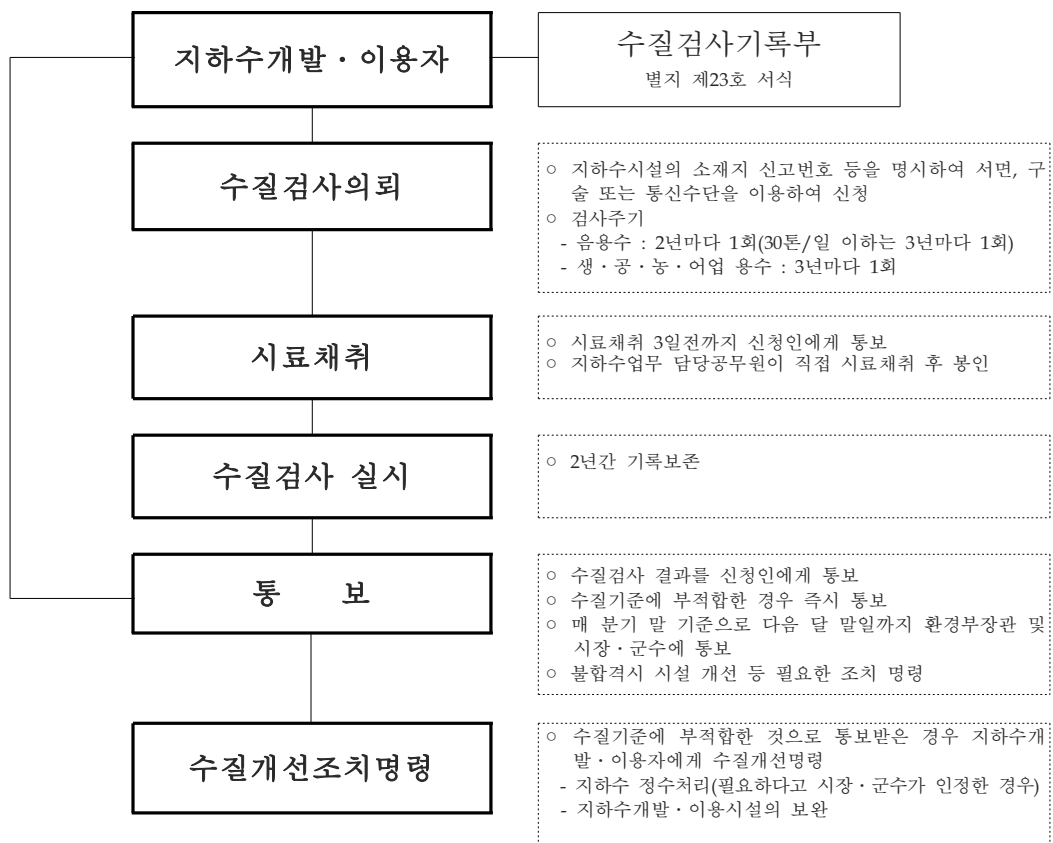 지하수개발·이용자
수질검사기록부
별지 제23호 서식
수질검사의뢰
○ 지하수시설의 소재지 신고번호 등을 명시하여 서면, 구
술 또는 통신수단을 이용하여 신청
○ 검사주기
- 음용수 : 2년마다 1회(30톤/일 이하는 3년마다 1회)
- 생·공·농·어업 용수 : 3년마다 1회
시료채취
○ 시료채취 3일전까지 신청인에게 통보
○ 지하수업무 담당공무원이 직접 시료채취 후 봉인
수질검사 실시
○ 2년간 기록보존
통 보
○ 수질검사 결과를 신청인에게 통보
○ 수질기준에 부적합한 경우 즉시 통보
○ 매 분기 말 기준으로 다음 달 말일까지 환경부장관 및
시장·군수에 통보
○ 불합격시 시설 개선 등 필요한 조치 명령
수질개선조치명령
○ 수질기준에 부적합한 것으로 통보받은 경우 지하수개
발·이용자에게 수질개선명령
- 지하수 정수처리(필요하다고 시장·군수가 인정한 경우)
- 지하수개발·이용시설의 보완